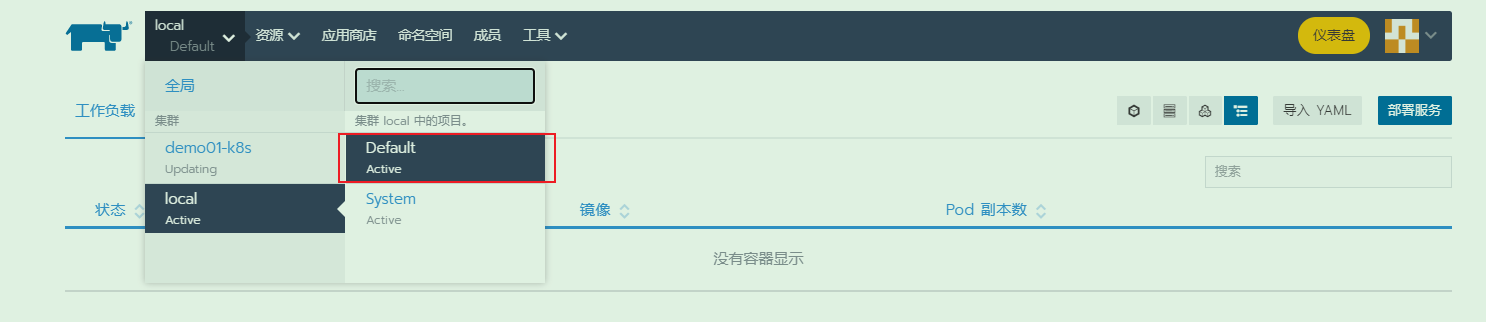 local
Default
资源
应用商店
命名空间
成员
工具
仪表盘
全局
搜索...
工作负载
导入 YAML
部署服务
集群
集群 local 中的项目。
demo01-k8s
Updating
Default
Active
搜索
local
Active
System
Active
状态
镜像
Pod 副本数
没有容器显示